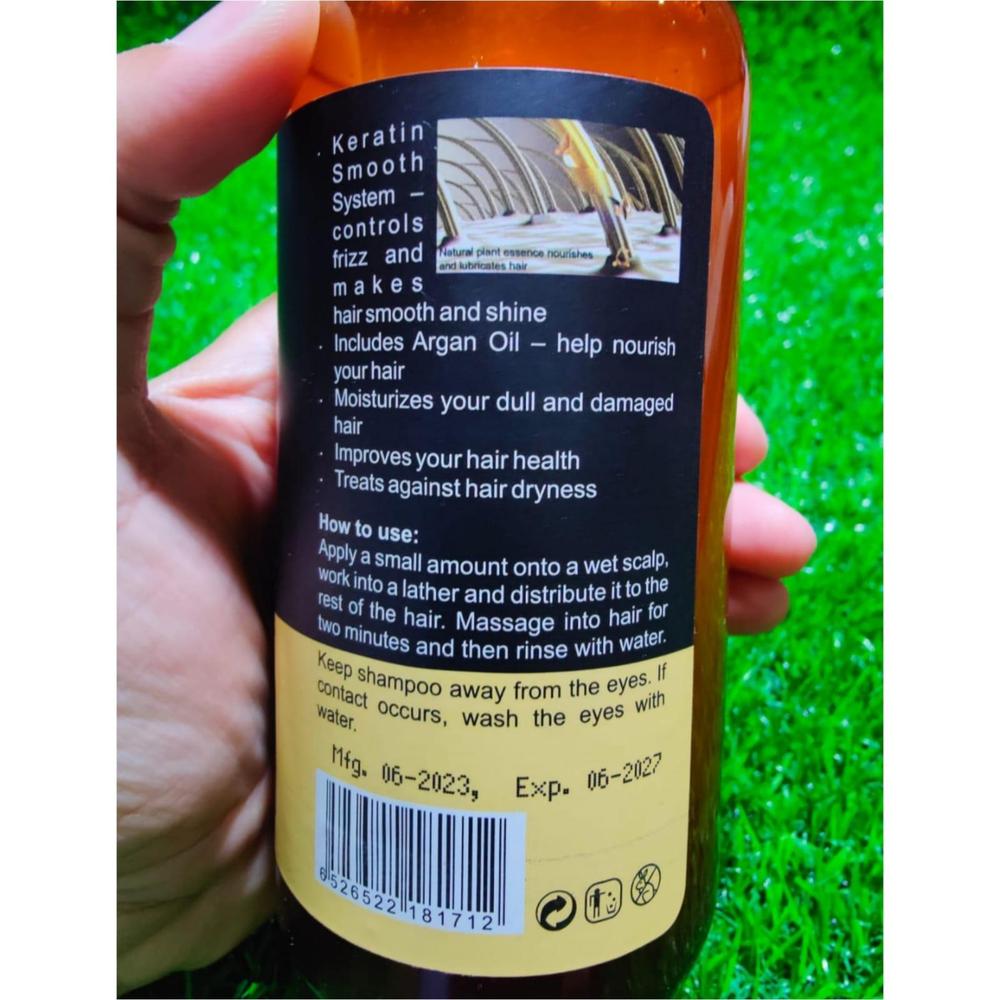 · Keratin
Smooth
System –
controls
frizz and
makes
hair smooth and shine
Natural plant essence nourishes
and lubricates hair
· Includes Argan Oil – help nourish
your hair
· Moisturizes your dull and damaged
hair
· Improves your hair health
· Treats against hair dryness
How to use:
Apply a small amount onto a wet scalp,
work into a lather and distribute it to the
rest of the hair. Massage into hair for
two minutes and then rinse with water.
Keep shampoo away from the eyes. If
contact occurs, wash the eyes with
water.
Mfg. 06-2023, Exp. 06-2027
6 526522 181712